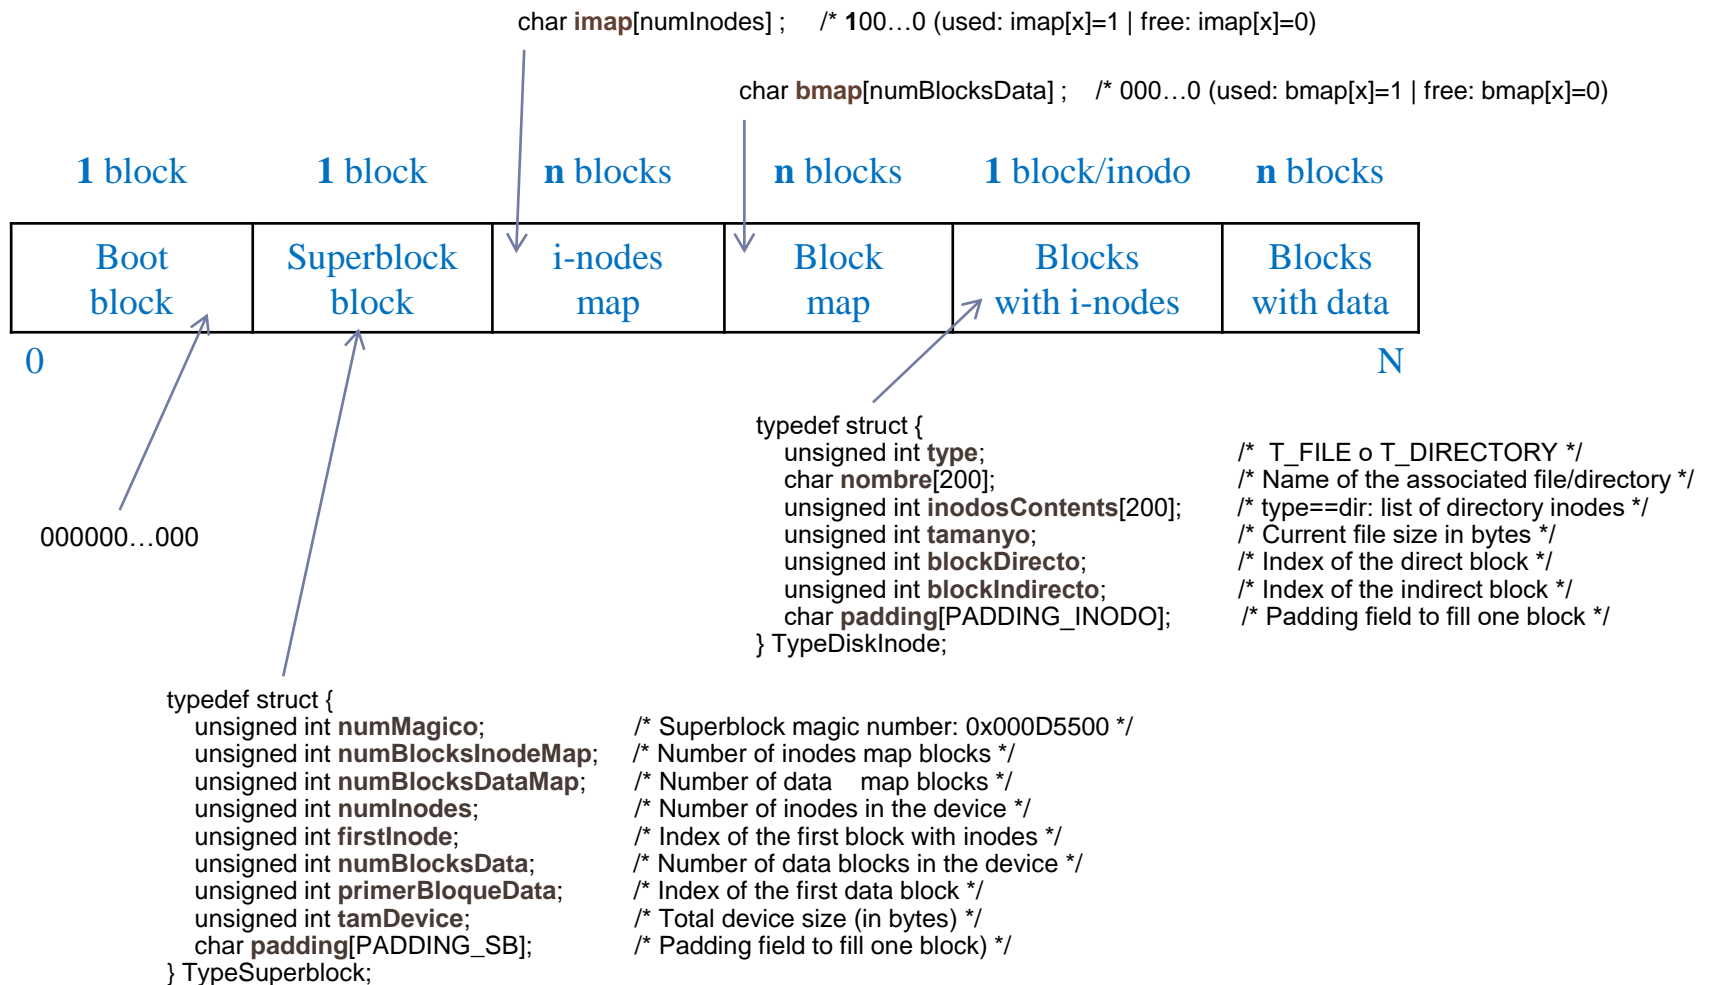 char imap[numInodes] ; /* 100…0 (used: imap[x]=1 | free: imap[x]=0)
char bmap[numBlocksData] ; /* 000…0 (used: bmap[x]=1 | free: bmap[x]=0)
1 block 1 block n blocks n blocks 1 block/inodo n blocks
Boot Superblock i-nodes Block Blocks Blocks
block block map map with i-nodes with data
0 N
000000…000
typedef struct {
unsigned int type; /* T_FILE o T_DIRECTORY */
char nombre[200]; /* Name of the associated file/directory */
unsigned int inodosContents[200]; /* type==dir: list of directory inodes */
unsigned int tamanyo; /* Current file size in bytes */
unsigned int blockDirecto; /* Index of the direct block */
unsigned int blockIndirecto; /* Index of the indirect block */
char padding[PADDING_INODO]; /* Padding field to fill one block */
} TypeDiskInode;
typedef struct {
unsigned int numMagico; /* Superblock magic number: 0x000D5500 */
unsigned int numBlocksInodeMap; /* Number of inodes map blocks */
unsigned int numBlocksDataMap; /* Number of data map blocks */
unsigned int numInodes; /* Number of inodes in the device */
unsigned int firstInode; /* Index of the first block with inodes */
unsigned int numBlocksData; /* Number of data blocks in the device */
unsigned int primerBloqueData; /* Index of the first data block */
unsigned int tamDevice; /* Total device size (in bytes) */
char padding[PADDING_SB]; /* Padding field to fill one block) */
} TypeSuperblock;